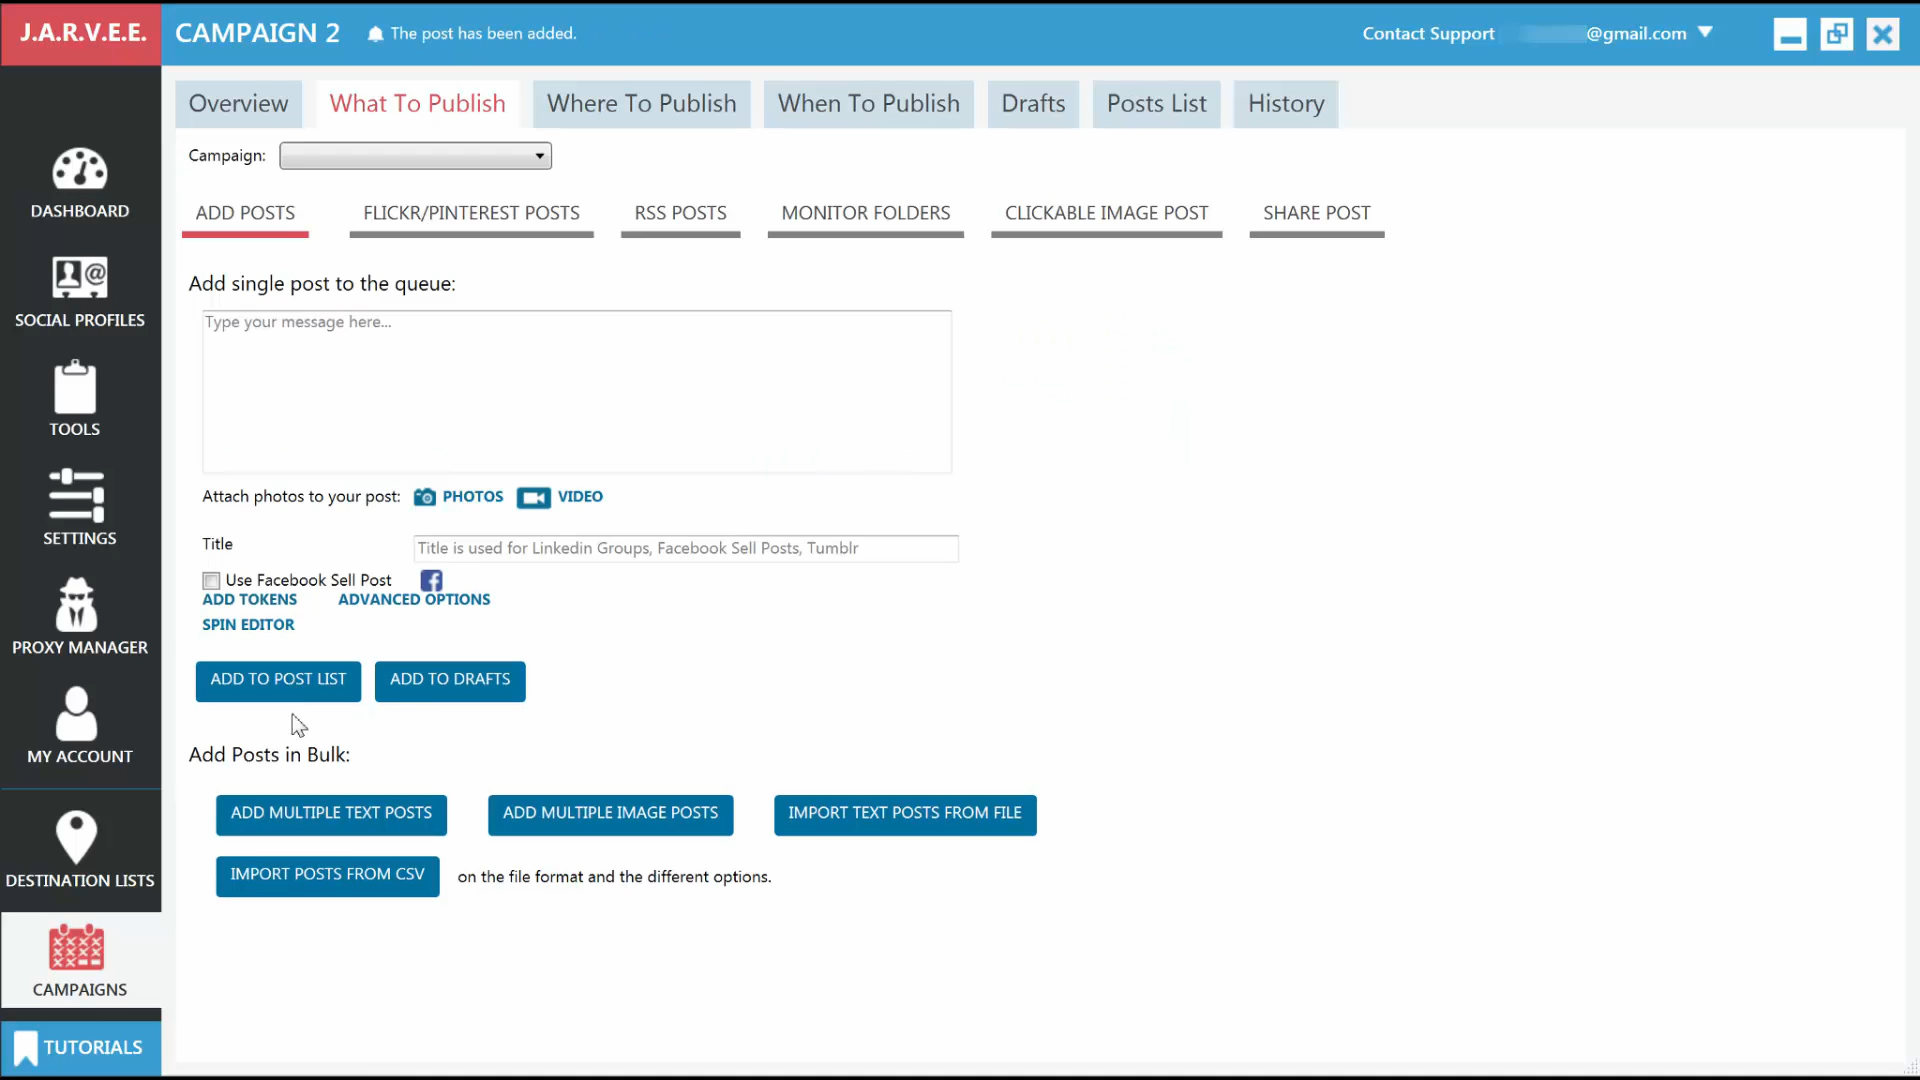 J.A.R.V.E.E.
CAMPAIGN 2
The post has been added.
Contact Support
@gmail.com
Overview
What To Publish
Where To Publish
When To Publish
Drafts
Posts List
History
Campaign:
ADD POSTS
FLICKR/PINTEREST POSTS
RSS POSTS
MONITOR FOLDERS
CLICKABLE IMAGE POST
SHARE POST
DASHBOARD
SOCIAL PROFILES
TOOLS
SETTINGS
PROXY MANAGER
MY ACCOUNT
DESTINATION LISTS
CAMPAIGNS
TUTORIALS
Add single post to the queue:
Type your message here...
Attach photos to your post:
PHOTOS
VIDEO
Title
Title is used for Linkedin Groups, Facebook Sell Posts, Tumblr
Use Facebook Sell Post
ADD TOKENS
ADVANCED OPTIONS
SPIN EDITOR
ADD TO POST LIST
ADD TO DRAFTS
Add Posts in Bulk:
ADD MULTIPLE TEXT POSTS
ADD MULTIPLE IMAGE POSTS
IMPORT TEXT POSTS FROM FILE
IMPORT POSTS FROM CSV
on the file format and the different options.